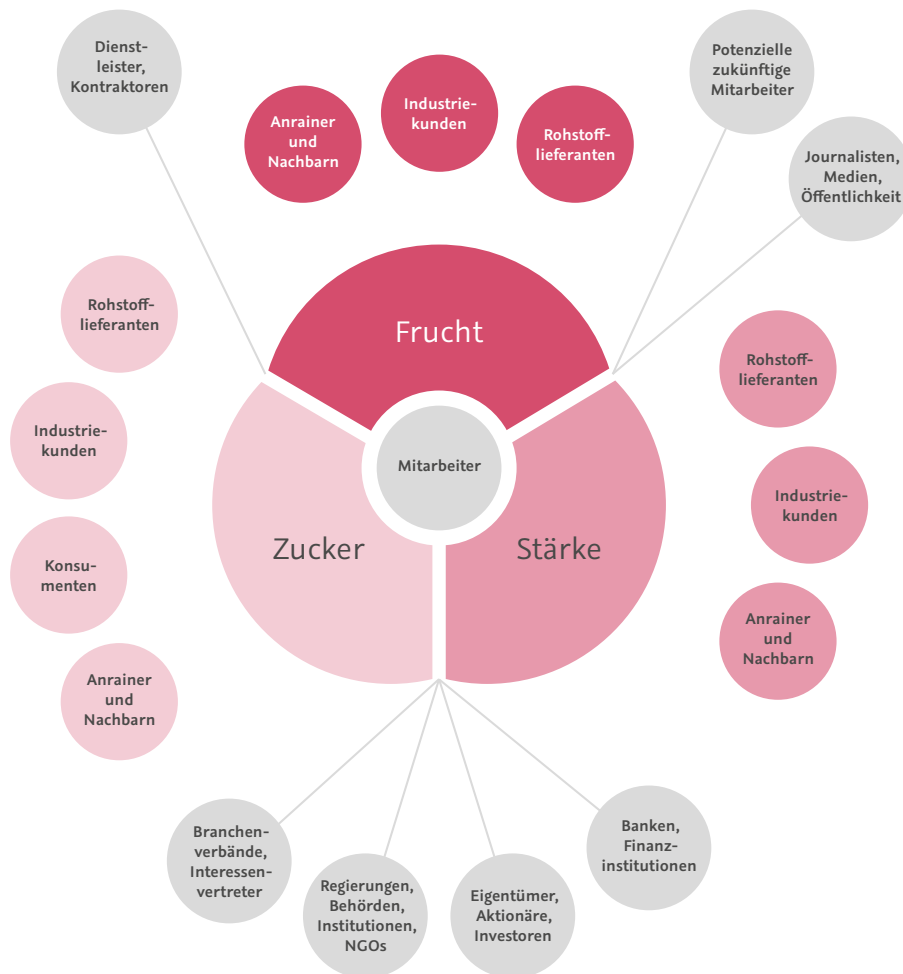 Dienst-
leister,
Kontraktoren
Anrainer
und
Nachbarn
Industrie-
kunden
Rohstoff-
lieferanten
Potenzielle
zukünftige
Mitarbeiter
Journalisten,
Medien,
Öffentlichkeit
Rohstoff-
lieferanten
Industrie-
kunden
Konsu-
menten
Anrainer
und
Nachbarn
Frucht
Mitarbeiter
Zucker
Stärke
Rohstoff-
lieferanten
Industrie-
kunden
Anrainer
und
Nachbarn
Branchen-
verbände,
Interessen-
vertreter
Regierungen,
Behörden,
Institutionen,
NGOs
Eigentümer,
Aktionäre,
Investoren
Banken,
Finanz-
institutionen